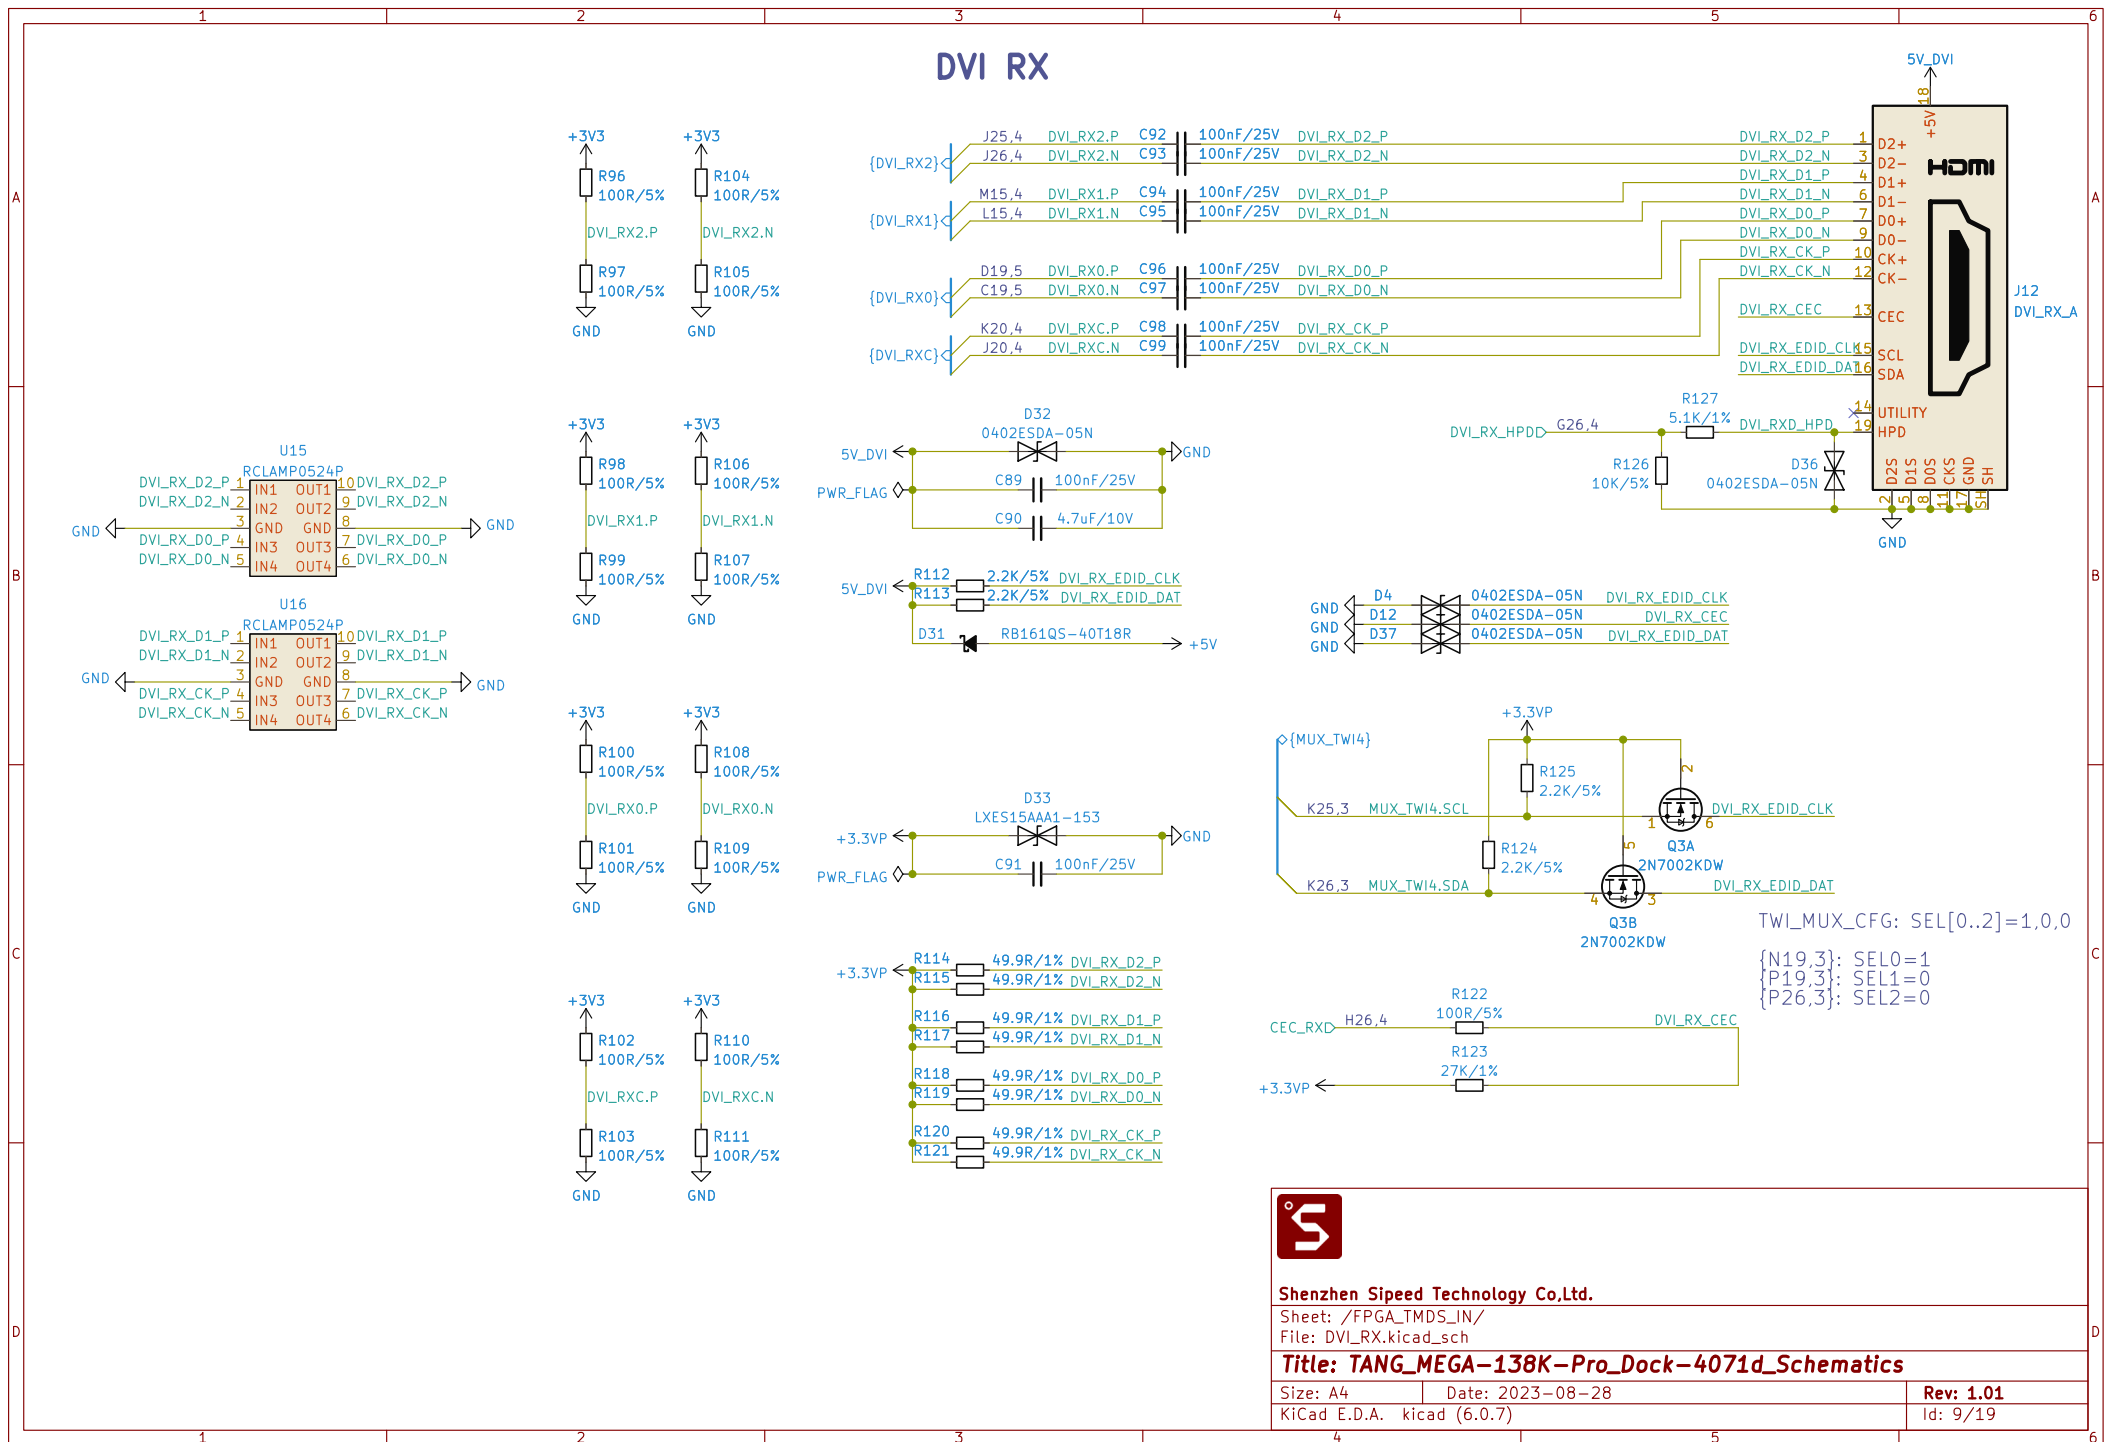 1 2 3 4 5 6
A
B
C
D
A
B
C
D
1 2 3 4 5 6
DVI RX
U15
RCLAMP0524P
DVI_RX_D2_P 1 IN1 OUT1 10 DVI_RX_D2_P
DVI_RX_D2_N 2 IN2 OUT2 9 DVI_RX_D2_N
GND 3 GND GND 8 GND
DVI_RX_D0_P 4 IN3 OUT3 7 DVI_RX_D0_P
DVI_RX_D0_N 5 IN4 OUT4 6 DVI_RX_D0_N
U16
RCLAMP0524P
DVI_RX_D1_P 1 IN1 OUT1 10 DVI_RX_D1_P
DVI_RX_D1_N 2 IN2 OUT2 9 DVI_RX_D1_N
GND 3 GND GND 8 GND
DVI_RX_CK_P 4 IN3 OUT3 7 DVI_RX_CK_P
DVI_RX_CK_N 5 IN4 OUT4 6 DVI_RX_CK_N
+3V3 +3V3
R96 R104
100R/5% 100R/5%
DVI_RX2.P DVI_RX2.N
R97 R105
100R/5% 100R/5%
GND GND
+3V3 +3V3
R98 R106
100R/5% 100R/5%
DVI_RX1.P DVI_RX1.N
R99 R107
100R/5% 100R/5%
GND GND
+3V3 +3V3
R100 R108
100R/5% 100R/5%
DVI_RX0.P DVI_RX0.N
R101 R109
100R/5% 100R/5%
GND GND
+3V3 +3V3
R102 R110
100R/5% 100R/5%
DVI_RXC.P DVI_RXC.N
R103 R111
100R/5% 100R/5%
GND GND
{DVI_RX2}
J25,4 DVI_RX2.P C92 100nF/25V DVI_RX_D2_P
J26,4 DVI_RX2.N C93 100nF/25V DVI_RX_D2_N
{DVI_RX1}
M15,4 DVI_RX1.P C94 100nF/25V DVI_RX_D1_P
L15,4 DVI_RX1.N C95 100nF/25V DVI_RX_D1_N
{DVI_RX0}
D19,5 DVI_RX0.P C96 100nF/25V DVI_RX_D0_P
C19,5 DVI_RX0.N C97 100nF/25V DVI_RX_D0_N
{DVI_RXC}
K20,4 DVI_RXC.P C98 100nF/25V DVI_RX_CK_P
J20,4 DVI_RXC.N C99 100nF/25V DVI_RX_CK_N
5V_DVI
18
+5V
HDMI
DVI_RX_D2_P 1 D2+
DVI_RX_D2_N 3 D2-
DVI_RX_D1_P 4 D1+
DVI_RX_D1_N 6 D1-
DVI_RX_D0_P 7 D0+
DVI_RX_D0_N 9 D0-
DVI_RX_CK_P 10 CK+
DVI_RX_CK_N 12 CK-
DVI_RX_CEC 13 CEC
DVI_RX_EDID_CLK 15 SCL
DVI_RX_EDID_DAT 16 SDA
14 UTILITY
DVI_RXD_HPD 19 HPD
J12
DVI_RX_A
D2S D1S D0S CKS GND SH
2 5 8 11 17 SH
GND
DVI_RX_HPD G26,4
R127
5.1K/1%
R126
10K/5%
D36
0402ESDA-05N
D32
0402ESDA-05N
5V_DVI GND
PWR_FLAG C89 100nF/25V
C90 4.7uF/10V
5V_DVI R112 2.2K/5% DVI_RX_EDID_CLK
R113 2.2K/5% DVI_RX_EDID_DAT
D31 RB161QS-40T18R +5V
GND D4 0402ESDA-05N DVI_RX_EDID_CLK
GND D12 0402ESDA-05N DVI_RX_CEC
GND D37 0402ESDA-05N DVI_RX_EDID_DAT
D33
LXES15AAA1-153
+3.3VP GND
PWR_FLAG C91 100nF/25V
+3.3VP R114 49.9R/1% DVI_RX_D2_P
R115 49.9R/1% DVI_RX_D2_N
R116 49.9R/1% DVI_RX_D1_P
R117 49.9R/1% DVI_RX_D1_N
R118 49.9R/1% DVI_RX_D0_P
R119 49.9R/1% DVI_RX_D0_N
R120 49.9R/1% DVI_RX_CK_P
R121 49.9R/1% DVI_RX_CK_N
+3.3VP
{MUX_TWI4}
R125
2.2K/5%
2
K25,3 MUX_TWI4.SCL 1 6 DVI_RX_EDID_CLK
Q3A
2N7002KDW
R124
2.2K/5%
5
K26,3 MUX_TWI4.SDA 4 3 DVI_RX_EDID_DAT
Q3B
2N7002KDW
TWI_MUX_CFG: SEL[0..2]=1,0,0
{N19,3}: SEL0=1
{P19,3}: SEL1=0
{P26,3}: SEL2=0
CEC_RX H26,4
R122
100R/5%
DVI_RX_CEC
R123
27K/1%
+3.3VP
S
Shenzhen Sipeed Technology Co,Ltd.
Sheet: /FPGA_TMDS_IN/
File: DVI_RX.kicad_sch
Title: TANG_MEGA-138K-Pro_Dock-4071d_Schematics
Size: A4 Date: 2023-08-28 Rev: 1.01
KiCad E.D.A. kicad (6.0.7) Id: 9/19